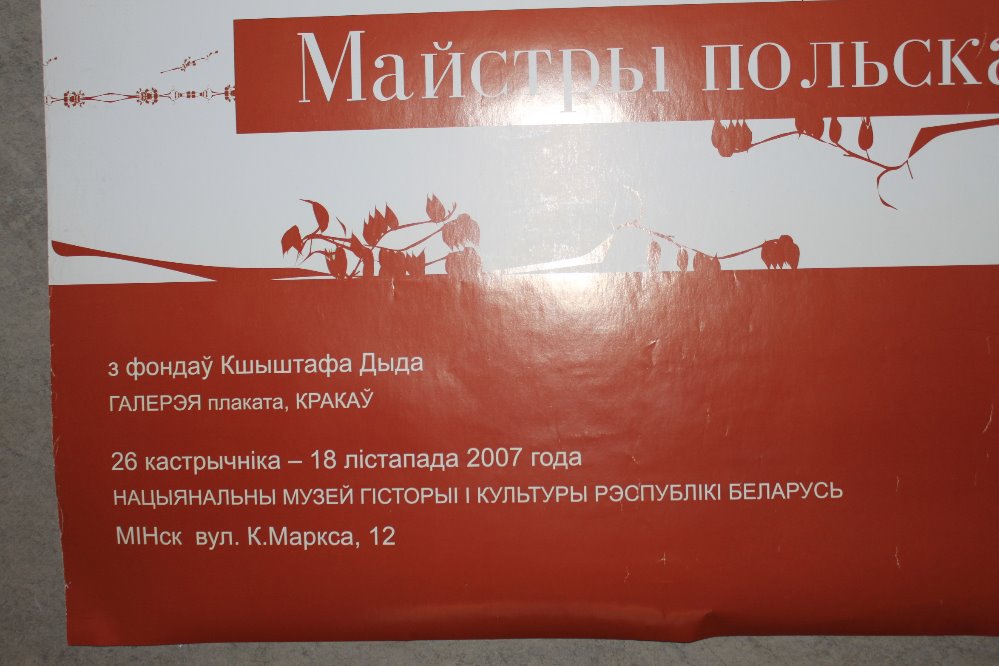 Майстры польска
з фондаў Кшыштафа Дыда
ГАЛЕРЭЯ плаката, КРАКАЎ
26 кастрычніка – 18 лістапада 2007 года
НАЦЫЯНАЛЬНЫ МУЗЕЙ ГІСТОРЫІ І КУЛЬТУРЫ РЭСПУБЛІКІ БЕЛАРУСЬ
МІНск вул. К.Маркса, 12